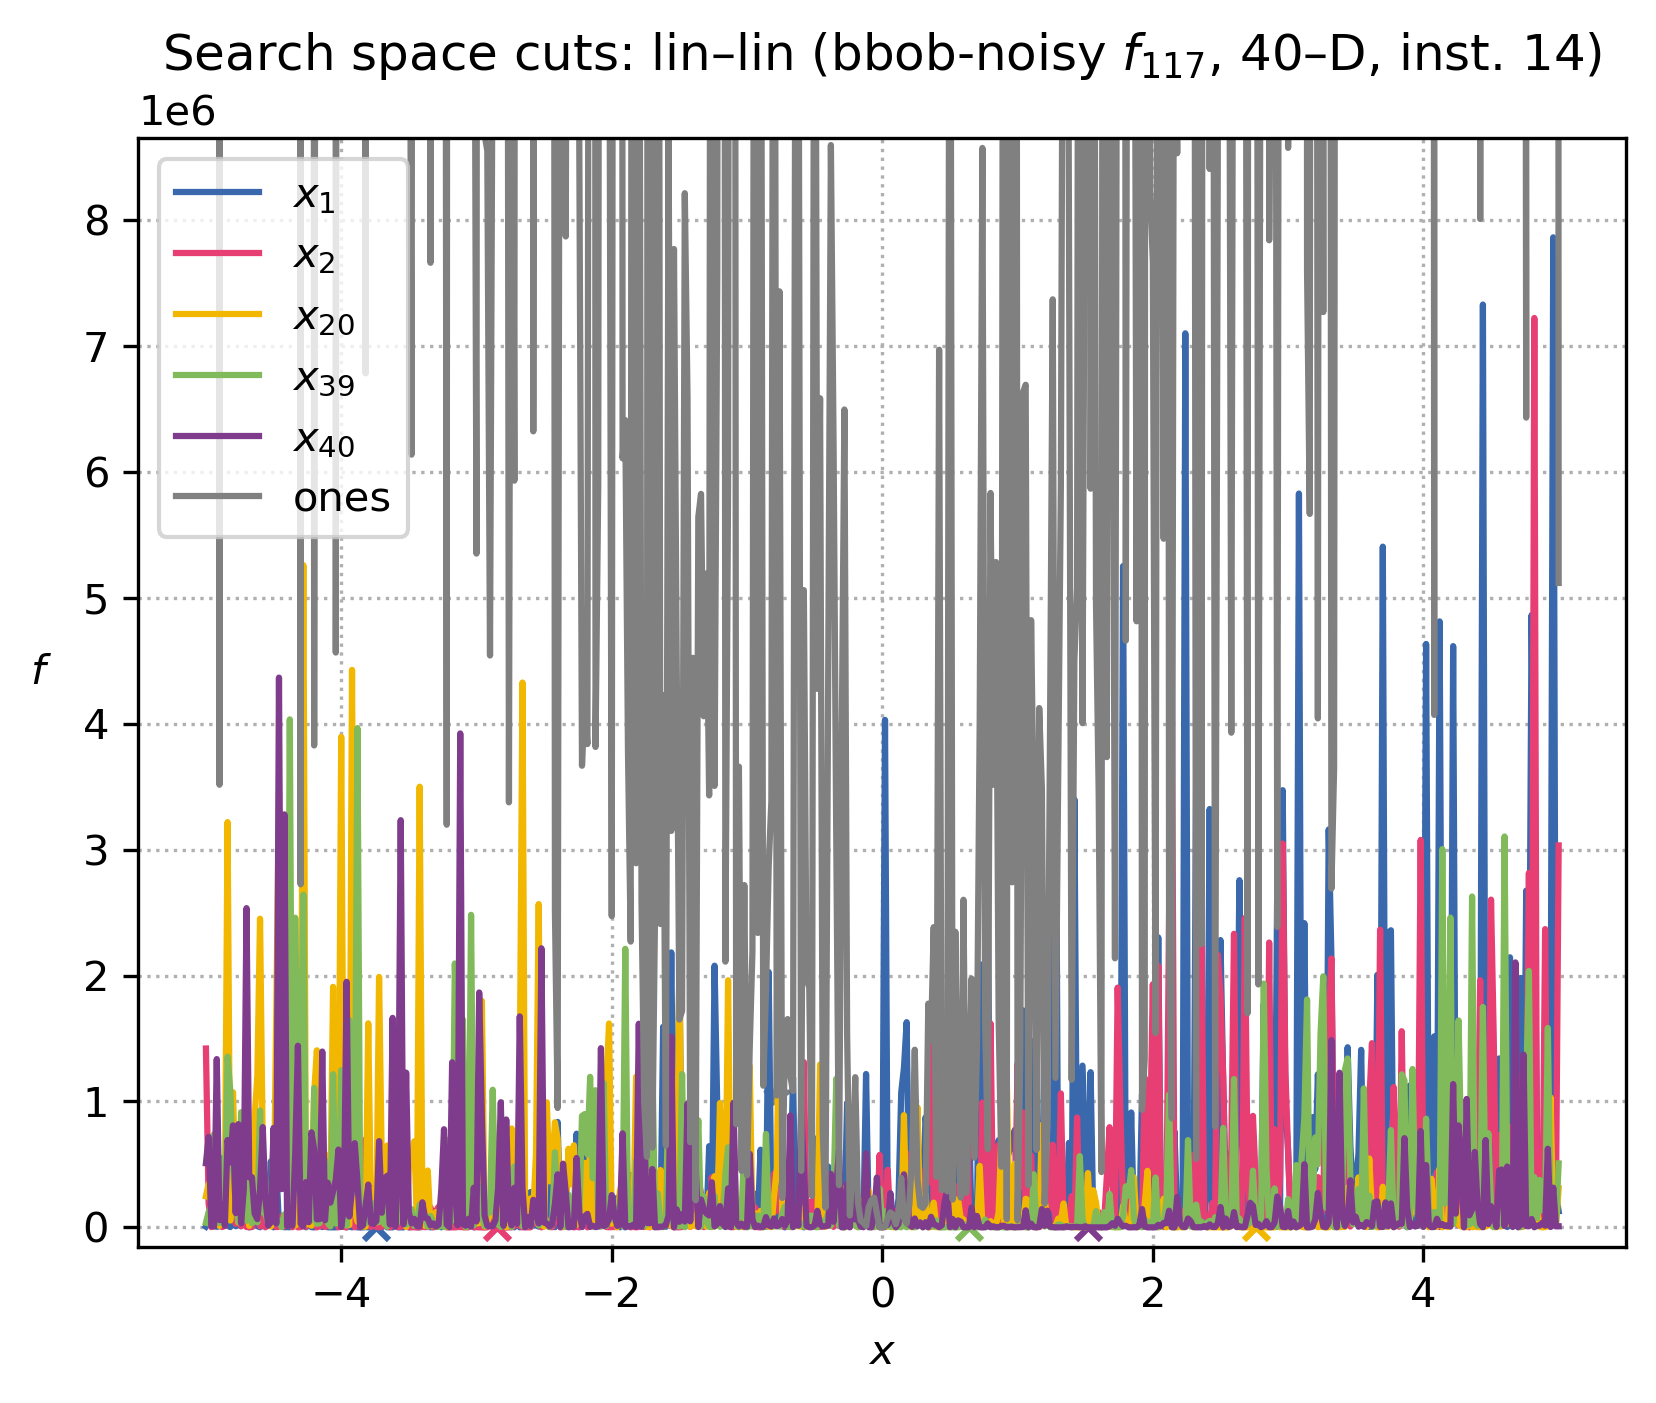 Search space cuts: lin–lin (bbob-noisy f₁₁₇, 40–D, inst. 14)
1e6
x₁
x₂
x₂₀
x₃₉
x₄₀
ones
8
7
6
5
4
3
2
1
0
f
−4 −2 0 2 4
x